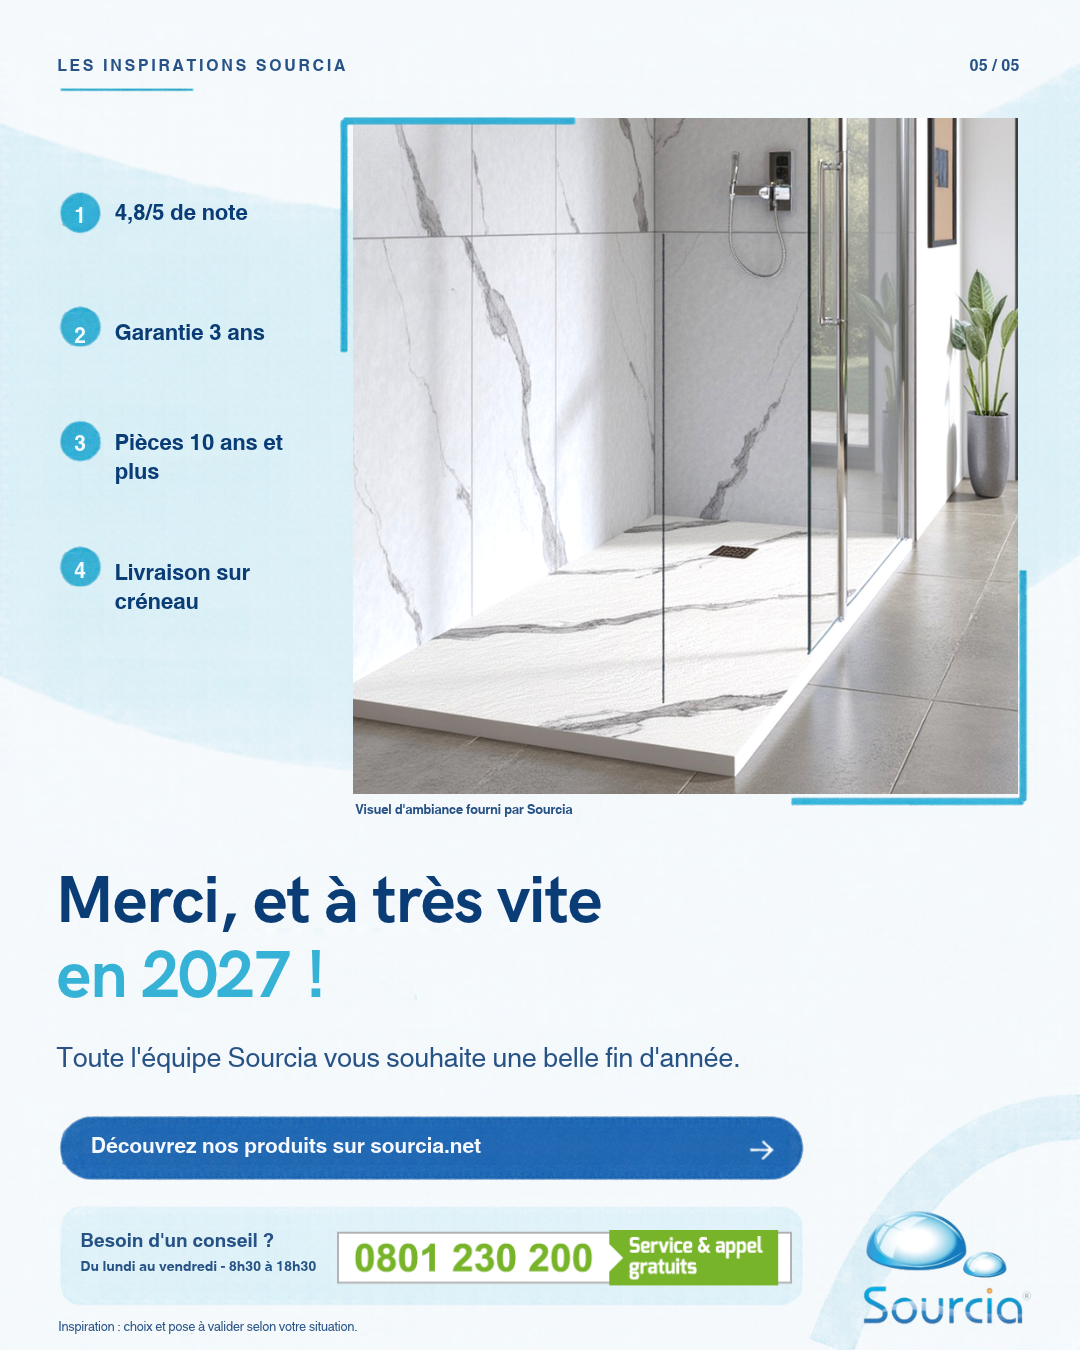 LES INSPIRATIONS SOURCIA
05 / 05
1 4,8/5 de note
2 Garantie 3 ans
3 Pièces 10 ans et
plus
4 Livraison sur
créneau
Visuel d'ambiance fourni par Sourcia
Merci, et à très vite
en 2027 !
Toute l'équipe Sourcia vous souhaite une belle fin d'année.
Découvrez nos produits sur sourcia.net
Besoin d'un conseil ?
Du lundi au vendredi - 8h30 à 18h30
0801 230 200
Service & appel
gratuits
Sourcia®
Inspiration : choix et pose à valider selon votre situation.